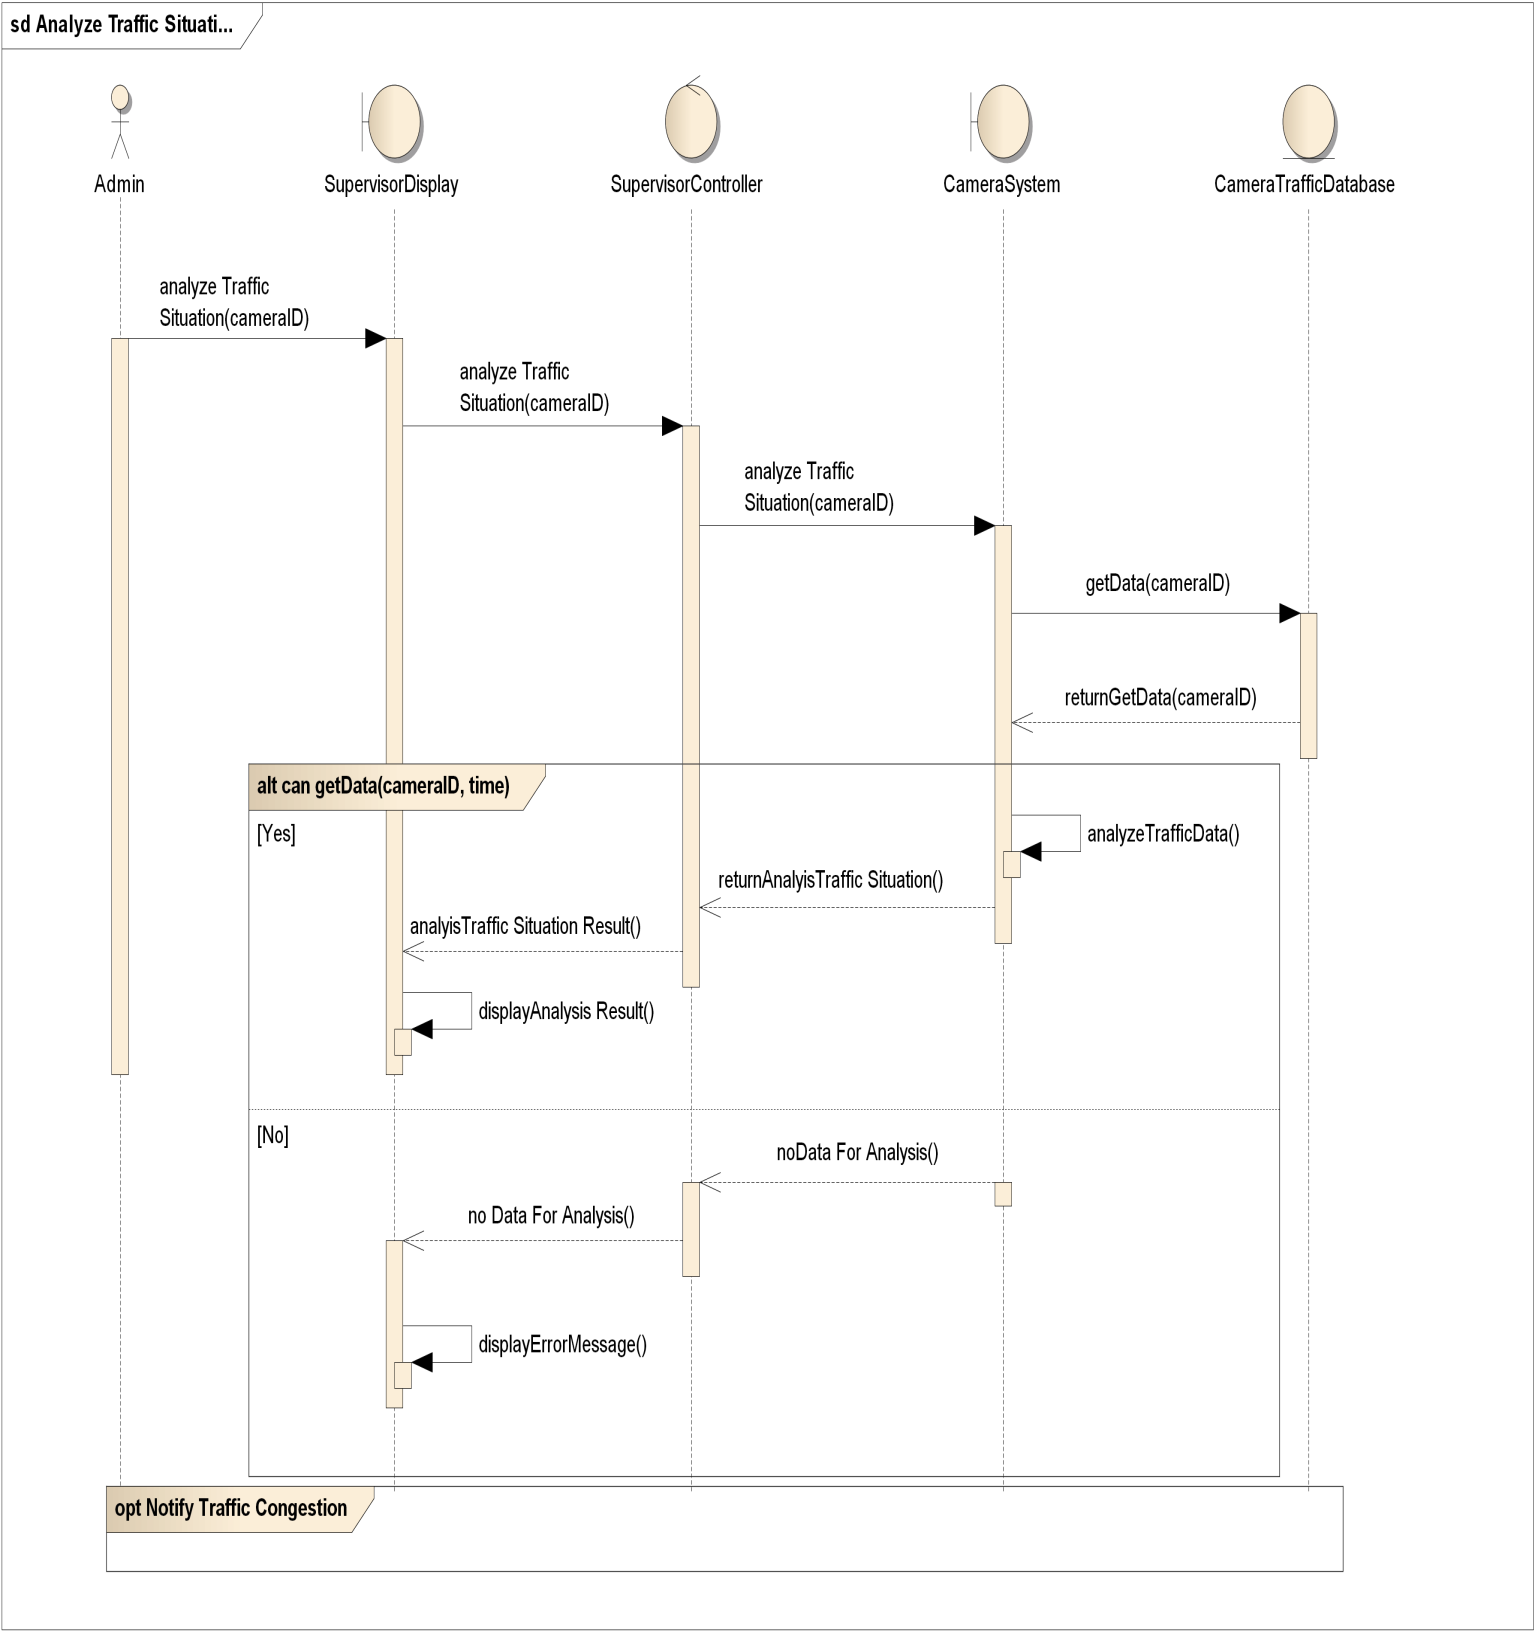 sd Analyze Traffic Situati...
Admin
SupervisorDisplay
SupervisorController
CameraSystem
CameraTrafficDatabase
analyze Traffic
Situation(cameraID)
analyze Traffic
Situation(cameraID)
analyze Traffic
Situation(cameraID)
getData(cameraID)
returnGetData(cameraID)
alt can getData(cameraID, time)
[Yes]
analyzeTrafficData()
returnAnalyisTraffic Situation()
analyisTraffic Situation Result()
displayAnalysis Result()
[No]
noData For Analysis()
no Data For Analysis()
displayErrorMessage()
opt Notify Traffic Congestion